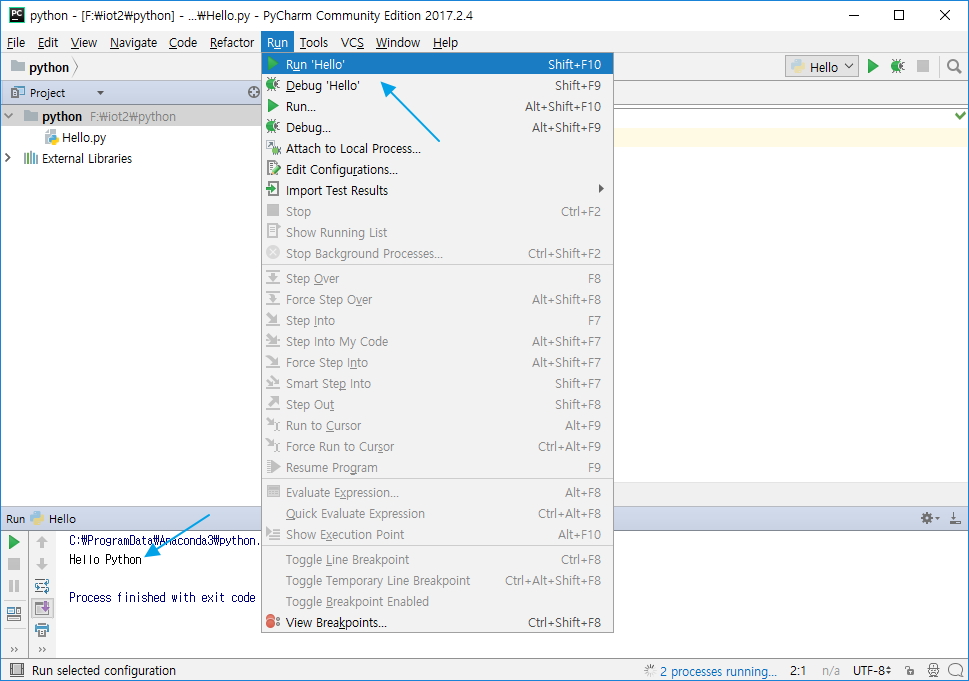 python - [F:₩iot2₩python] - ...₩Hello.py - PyCharm Community Edition 2017.2.4
File Edit View Navigate Code Refactor Run Tools VCS Window Help
python
Hello
Project
python F:₩iot2₩python
Hello.py
External Libraries
Run 'Hello' Shift+F10
Debug 'Hello' Shift+F9
Run... Alt+Shift+F10
Debug... Alt+Shift+F9
Attach to Local Process...
Edit Configurations...
Import Test Results
Stop Ctrl+F2
Show Running List
Stop Background Processes... Ctrl+Shift+F2
Step Over F8
Force Step Over Alt+Shift+F8
Step Into F7
Step Into My Code Alt+Shift+F7
Force Step Into Alt+Shift+F7
Smart Step Into Shift+F7
Step Out Shift+F8
Run to Cursor Alt+F9
Force Run to Cursor Ctrl+Alt+F9
Resume Program F9
Evaluate Expression... Alt+F8
Quick Evaluate Expression Ctrl+Alt+F8
Show Execution Point Alt+F10
Toggle Line Breakpoint Ctrl+F8
Toggle Temporary Line Breakpoint Ctrl+Alt+Shift+F8
Toggle Breakpoint Enabled
View Breakpoints... Ctrl+Shift+F8
Run Hello
C:₩ProgramData₩Anaconda3₩python.
Hello Python
Process finished with exit code
Run selected configuration 2 processes running... 2:1 n/a UTF-8